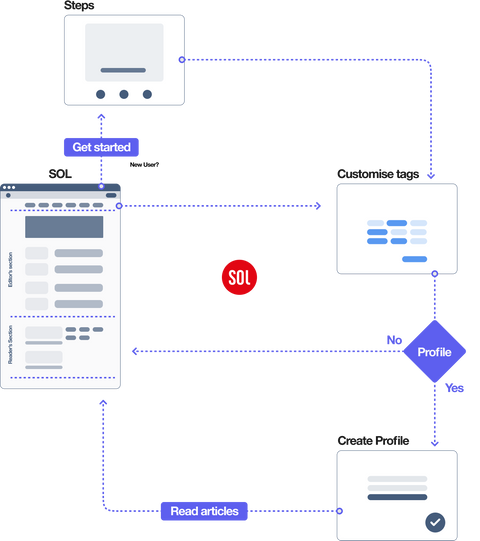 Steps
Get started
New User?
SOL
Customise tags
Editor's section
SOL
Reader's Section
No
Profile
Yes
Create Profile
Read articles